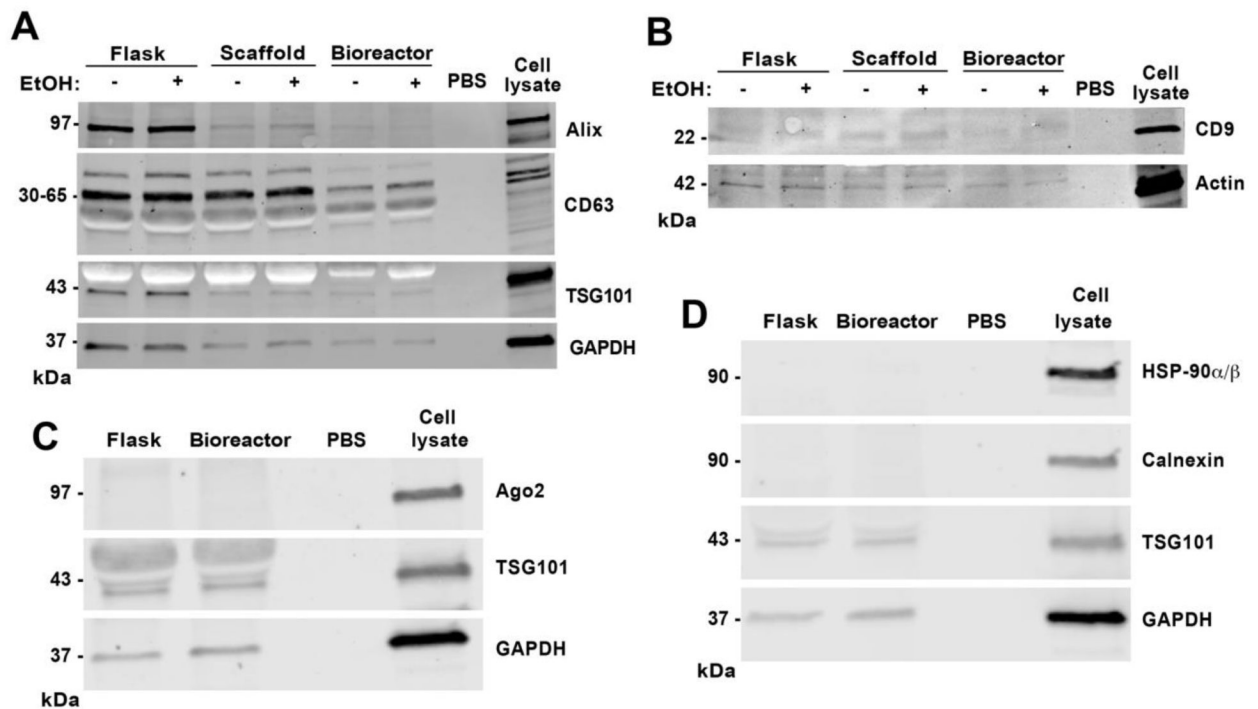 A
Flask Scaffold Bioreactor Cell
EtOH: - + - + - + PBS lysate
97 - Alix
30-65 - CD63
43 - TSG101
37 - GAPDH
kDa
B
Flask Scaffold Bioreactor Cell
EtOH: - + - + - + PBS lysate
22 - CD9
42 - Actin
kDa
C
Flask Bioreactor PBS Cell
lysate
97 - Ago2
43 - TSG101
37 - GAPDH
kDa
D
Flask Bioreactor PBS Cell
lysate
90 - HSP-90α/β
90 - Calnexin
43 - TSG101
37 - GAPDH
kDa